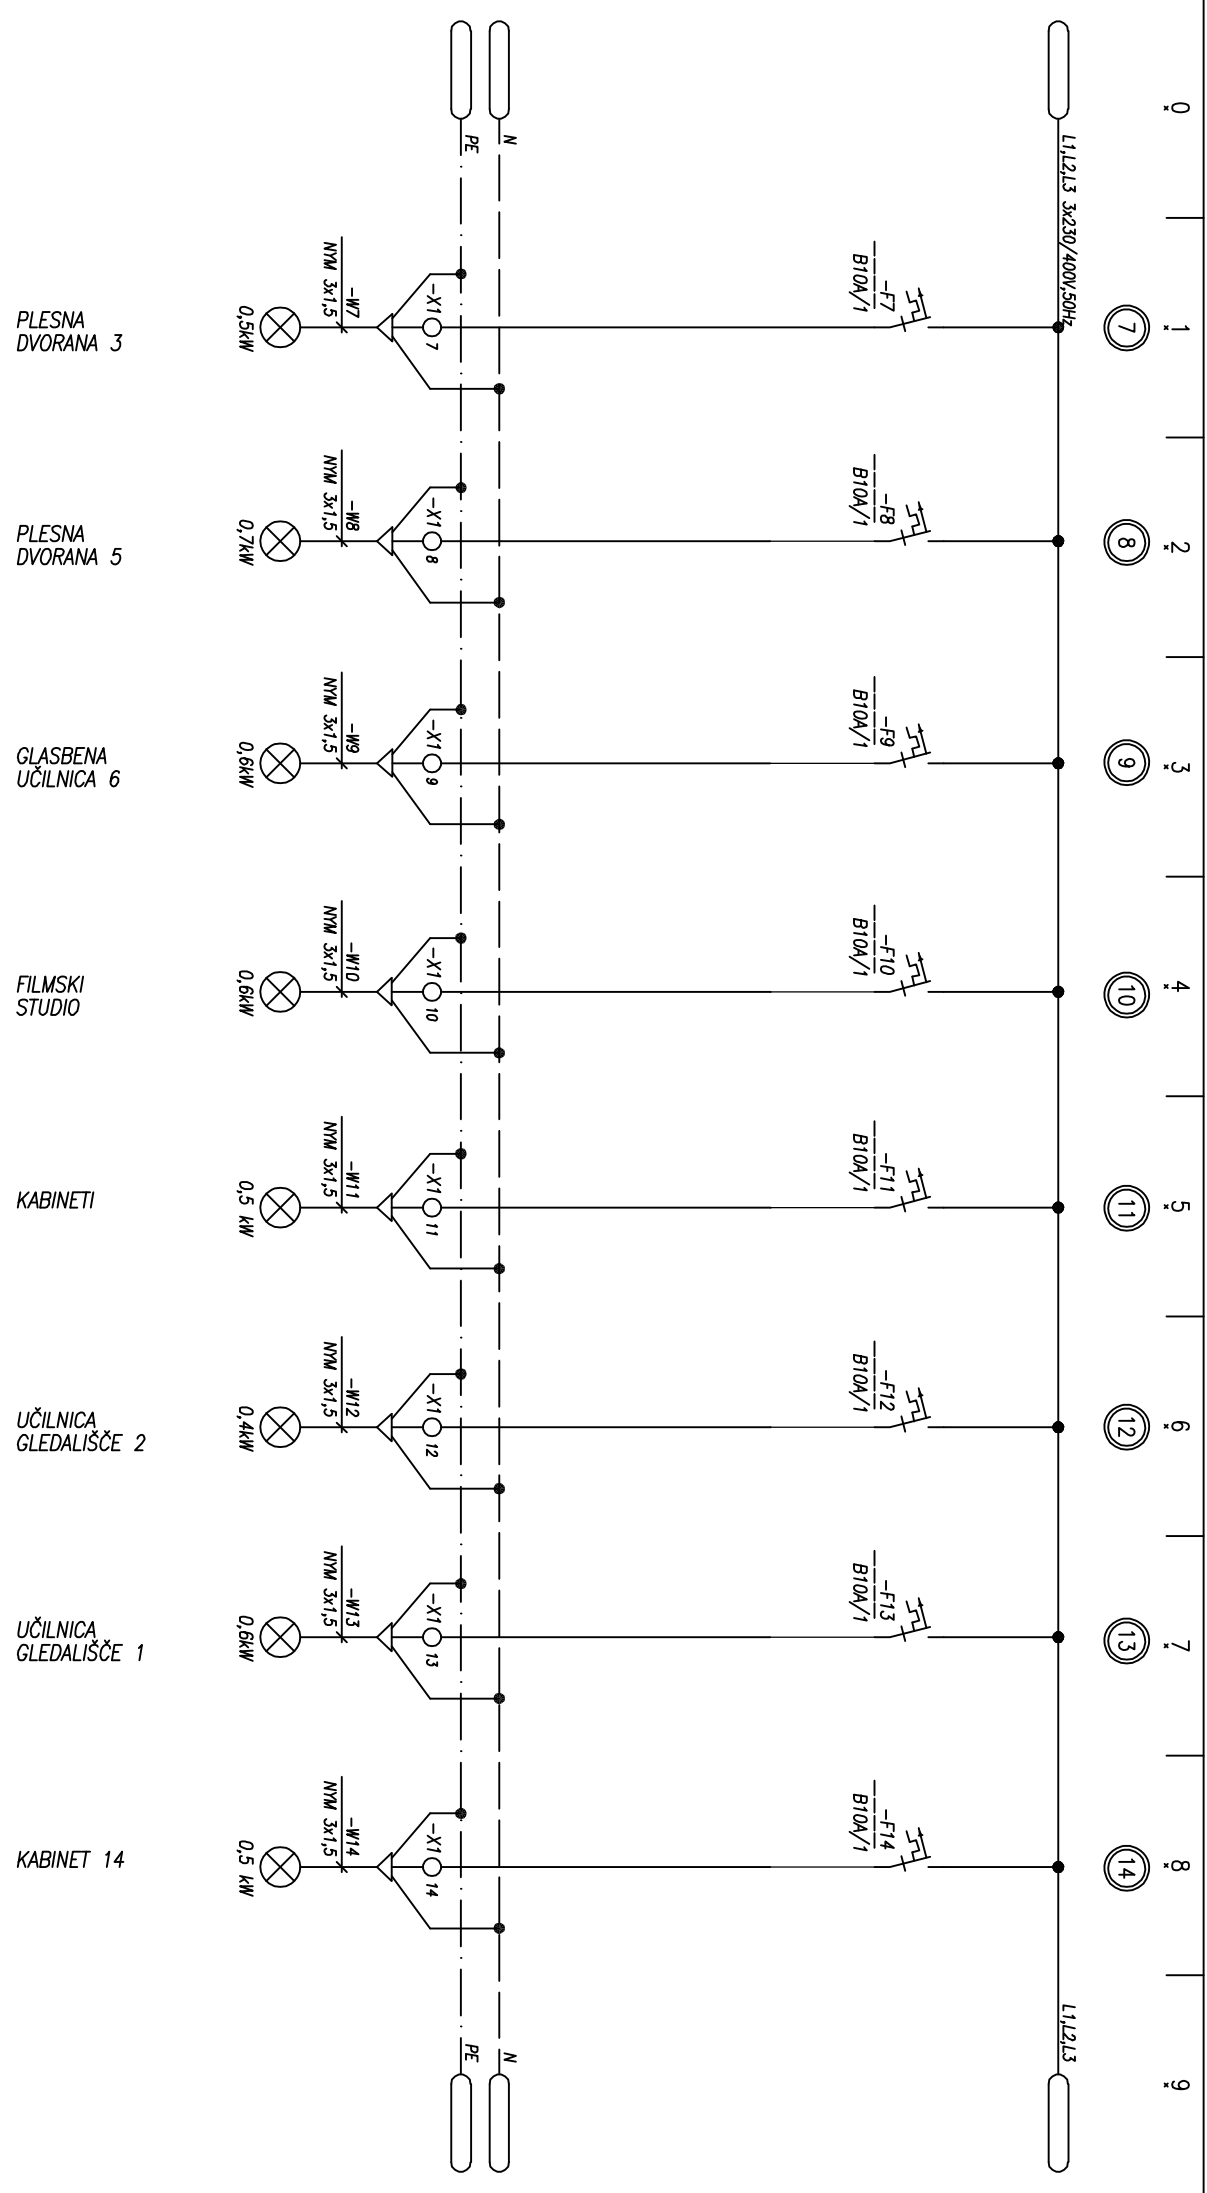 0
1
2
3
4
5
6
7
8
9
7
8
9
10
11
12
13
14
L1,L2,L3 3x230/400V,50Hz
L1,L2,L3
-F7
B10A/1
-F8
B10A/1
-F9
B10A/1
-F10
B10A/1
-F11
B10A/1
-F12
B10A/1
-F13
B10A/1
-F14
B10A/1
N
N
PE
PE
-X1
7
-X1
8
-X1
9
-X1
10
-X1
11
-X1
12
-X1
13
-X1
14
-W7
NYM 3x1,5
-W8
NYM 3x1,5
-W9
NYM 3x1,5
-W10
NYM 3x1,5
-W11
NYM 3x1,5
-W12
NYM 3x1,5
-W13
NYM 3x1,5
-W14
NYM 3x1,5
0,5kW
0,7kW
0,6kW
0,6kW
0,5 kW
0,4kW
0,6kW
0,5 kW
PLESNA
DVORANA 3
PLESNA
DVORANA 5
GLASBENA
UČILNICA 6
FILMSKI
STUDIO
KABINETI
UČILNICA
GLEDALIŠČE 2
UČILNICA
GLEDALIŠČE 1
KABINET 14